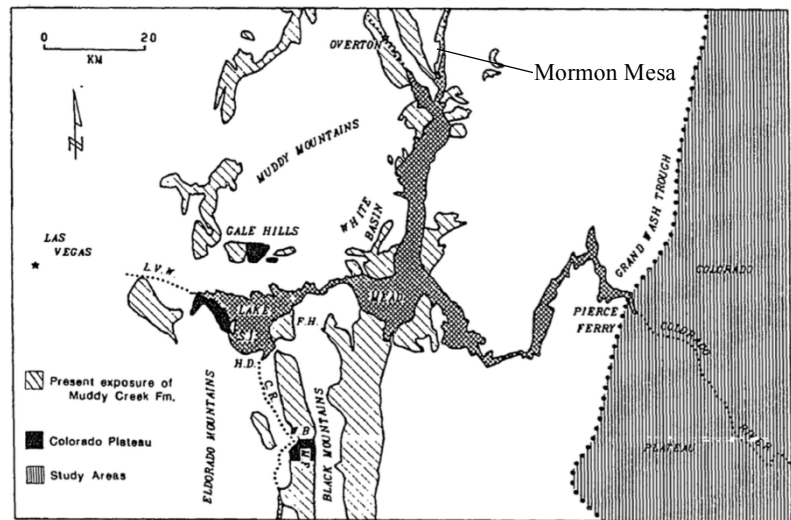 0 20
KM
OVERTON
Mormon Mesa
MUDDY MOUNTAINS
WHITE
BASIN
GRAND WASH TROUGH
GALE HILLS
LAS
VEGAS
L.V.W.
COLORADO
LAKE
MEAD
S.I.
F.H.
PIERCE
FERRY
COLORADO
H.D.
C.R.
RIVER
Present exposure of
Muddy Creek Fm.
ELDORADO MOUNTAINS
BLACK MOUNTAINS
Colorado Plateau
PLATEAU
Study Areas